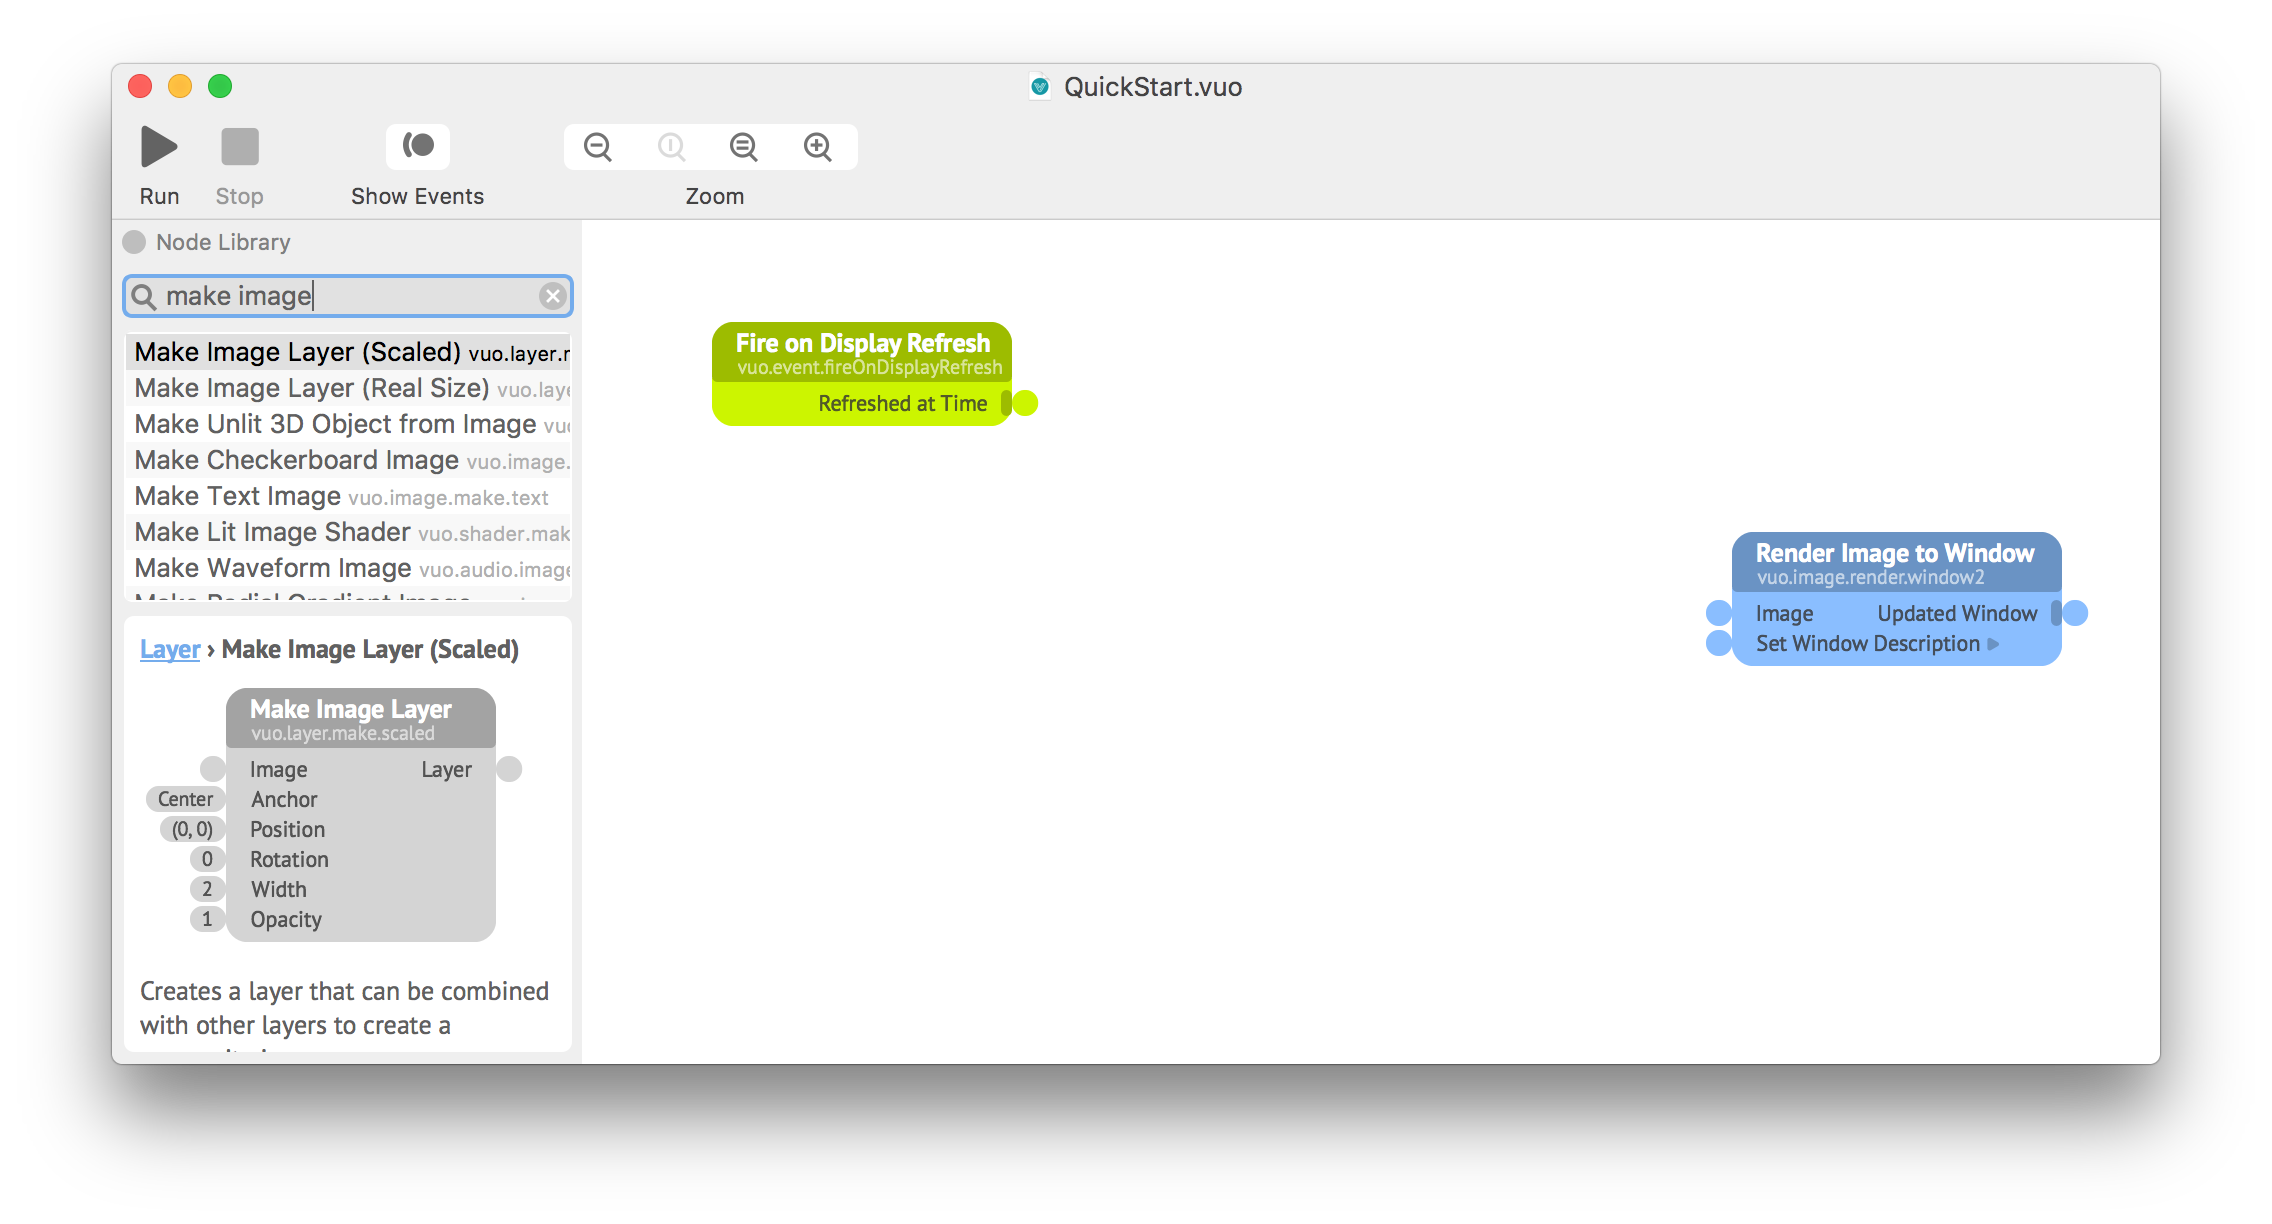 QuickStart.vuo
Run
Stop
Show Events
Zoom
Node Library
make image
Make Image Layer (Scaled) vuo.layer.r
Make Image Layer (Real Size) vuo.laye
Make Unlit 3D Object from Image vuo
Make Checkerboard Image vuo.image.
Make Text Image vuo.image.make.text
Make Lit Image Shader vuo.shader.mak
Make Waveform Image vuo.audio.image
Make Radial Gradient Image
Layer › Make Image Layer (Scaled)
Make Image Layer
vuo.layer.make.scaled
Image Layer
Center Anchor
(0, 0) Position
0 Rotation
2 Width
1 Opacity
Creates a layer that can be combined
with other layers to create a
Fire on Display Refresh
vuo.event.fireOnDisplayRefresh
Refreshed at Time
Render Image to Window
vuo.image.render.window2
Image Updated Window
Set Window Description